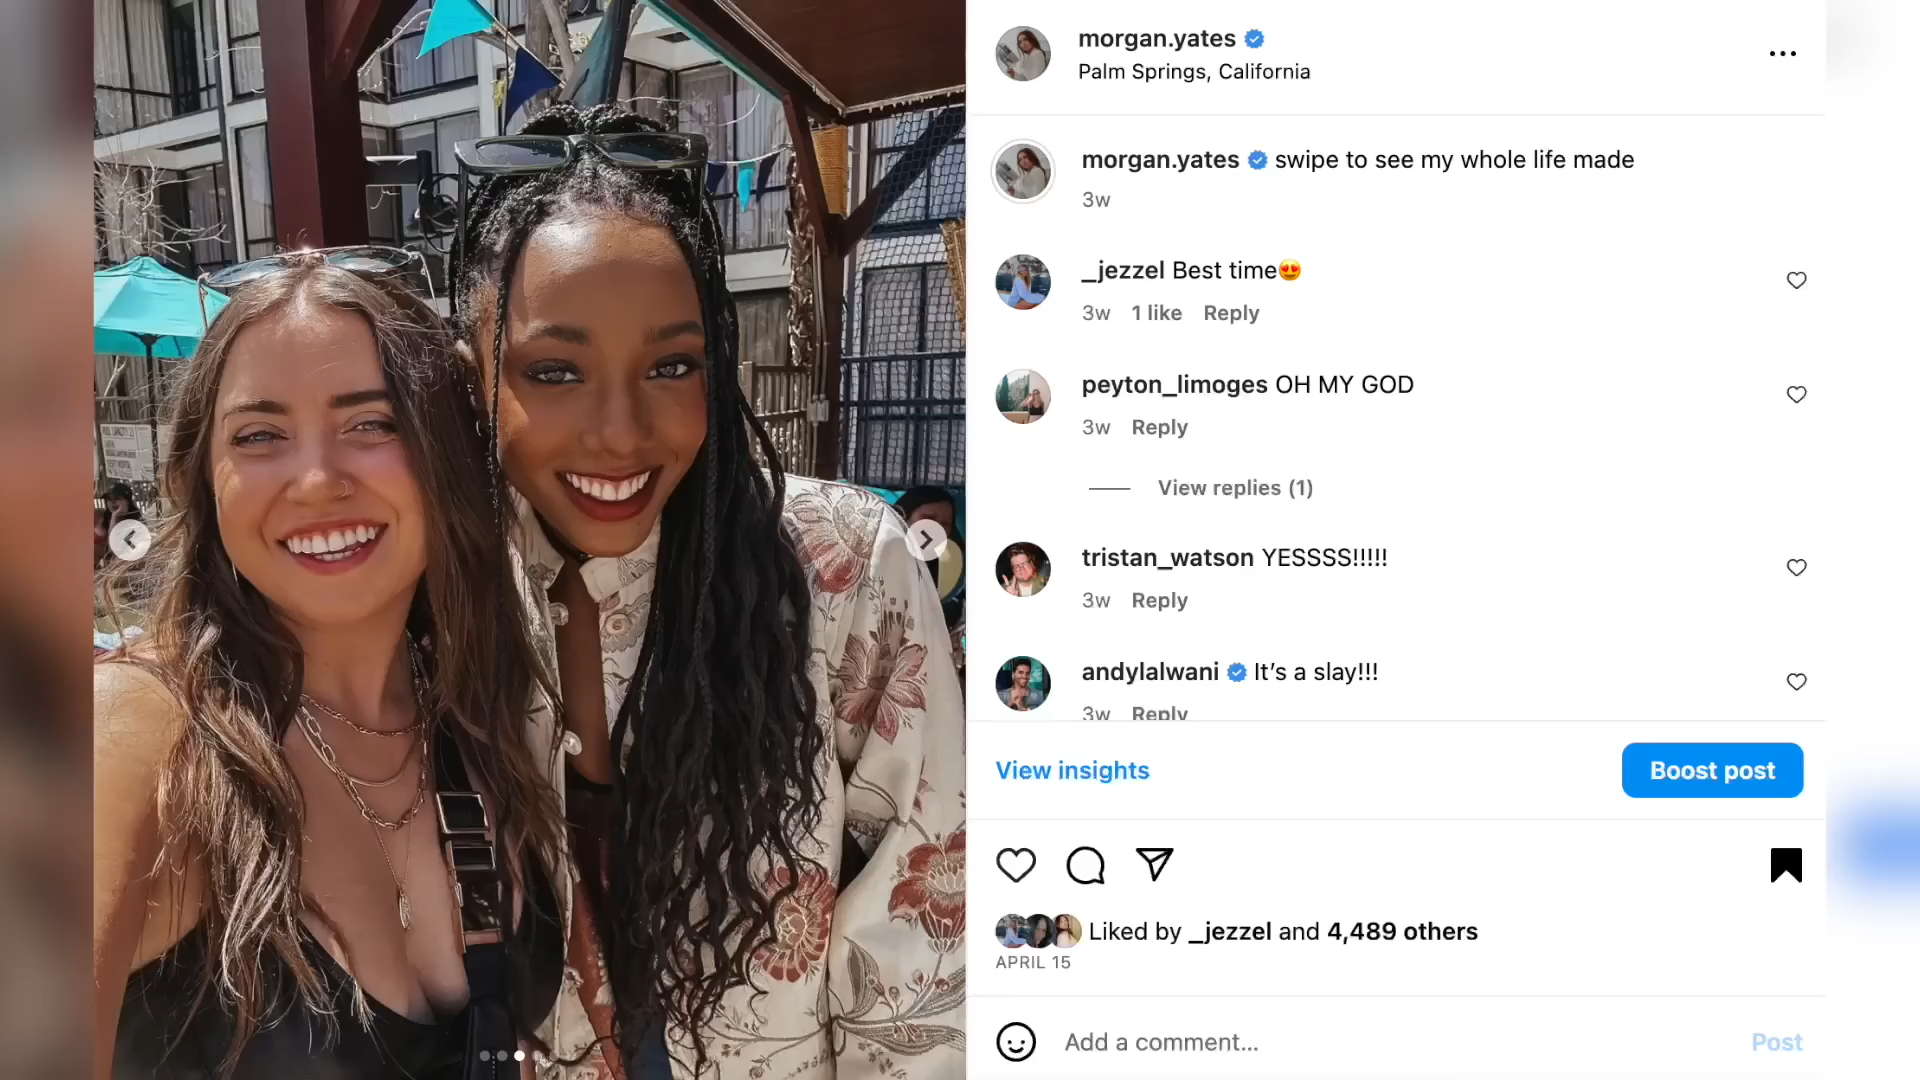 morgan.yates
Palm Springs, California
morgan.yates swipe to see my whole life made
3w
_jezzel Best time😍
3w 1 like Reply
peyton_limoges OH MY GOD
3w Reply
View replies (1)
tristan_watson YESSSS!!!!!
3w Reply
andylalwani It’s a slay!!!
3w Reply
View insights
Boost post
Liked by _jezzel and 4,489 others
APRIL 15
Add a comment...
Post